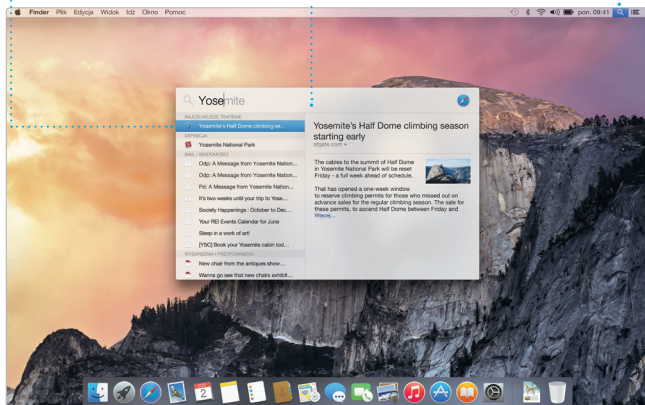 Finder Plik Edycja Widok Idź Okno Pomoc
pon. 09:41
Yosemite
NAJCELNIEJSZE TRAFIENIE
Yosemite's Half Dome climbing se...
DEFINICJA
Yosemite National Park
MAIL I WIADOMOŚCI
Odp: A Message from Yosemite Nation...
Odp: A Message from Yosemite Nation...
Pd: A Message from Yosemite Nation...
It's two weeks until your trip to Yose...
Society Happenings : October to Dec...
Your REI Events Calendar for June
Sleep in a work of art!
[YSC] Book your Yosemite cabin tod...
WYDARZENIA I PRZYPOMNIENIA
New chair from the antiques show...
Wanna go see that new chairs exhibit...
Yosemite's Half Dome climbing season
starting early
sfgate.com
The cables to the summit of Half Dome
in Yosemite National Park will be reset
Friday - a full week ahead of schedule.
That has opened a one-week window
to reserve climbing permits for those who missed out on
advance sales for the regular climbing season. The sale for
these permits, to ascend Half Dome between Friday and
Więcej...
2